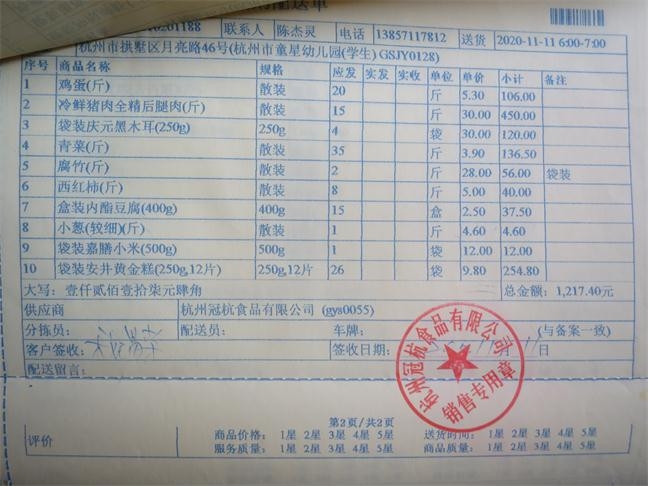 配送单
0201188 联系人 陈杰灵 电话 13857117812 送货 2020-11-11 6:00-7:00
杭州市拱墅区月亮路46号(杭州市童星幼儿园(学生) GSJY0128)
序号 商品名称 规格 应发 实发 实收 单位 单价 小计 备注
1 鸡蛋(斤) 散装 20 斤 5.30 106.00
2 冷鲜猪肉全精后腿肉(斤) 散装 15 斤 30.00 450.00
3 袋装庆元黑木耳(250g) 250g 4 袋 30.00 120.00
4 青菜(斤) 散装 35 斤 3.90 136.50
5 腐竹(斤) 散装 2 斤 28.00 56.00 袋装
6 西红柿(斤) 散装 8 斤 5.00 40.00
7 盒装内酯豆腐(400g) 400g 15 盒 2.50 37.50
8 小葱(较细)(斤) 散装 1 斤 4.60 4.60
9 袋装嘉膳小米(500g) 500g 1 袋 12.00 12.00
10 袋装安井黄金糕(250g,12片) 250g,12片 26 袋 9.80 254.80
大写：壹仟贰佰壹拾柒元肆角 总金额：1,217.40元
供应商 杭州冠杭食品有限公司 (gys0055)
分拣员： 配送员： 车牌： (与备案一致)
客户签收： 签收日期： 月 日
配送留言：
杭州冠杭食品有限公司
销售专用章
第2页/共2页
评价 商品价格： 1星 2星 3星 4星 5星 送货时间： 1星 2星 3星 4星 5星
服务质量： 1星 2星 3星 4星 5星 商品质量： 1星 2星 3星 4星 5星